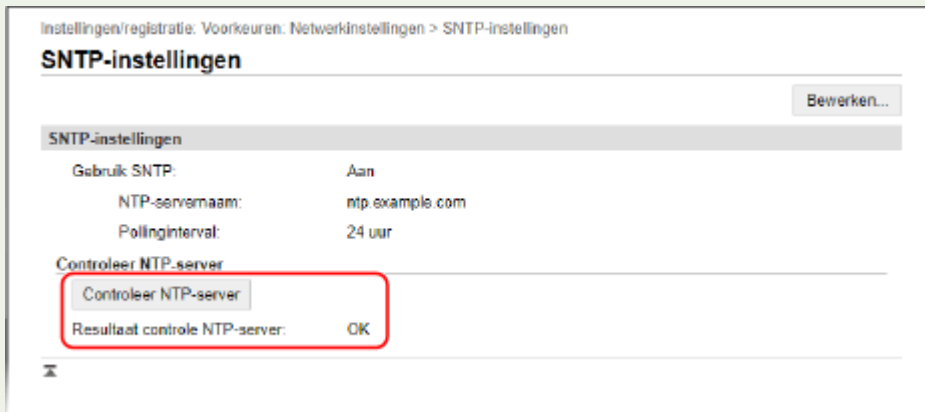 Instellingen/registratie: Voorkeuren: Netwerkinstellingen > SNTP-instellingen
SNTP-instellingen
Bewerken...
SNTP-instellingen
Gebruik SNTP: Aan
NTP-servernaam: ntp.example.com
Pollinginterval: 24 uur
Controleer NTP-server
Controleer NTP-server
Resultaat controle NTP-server: OK